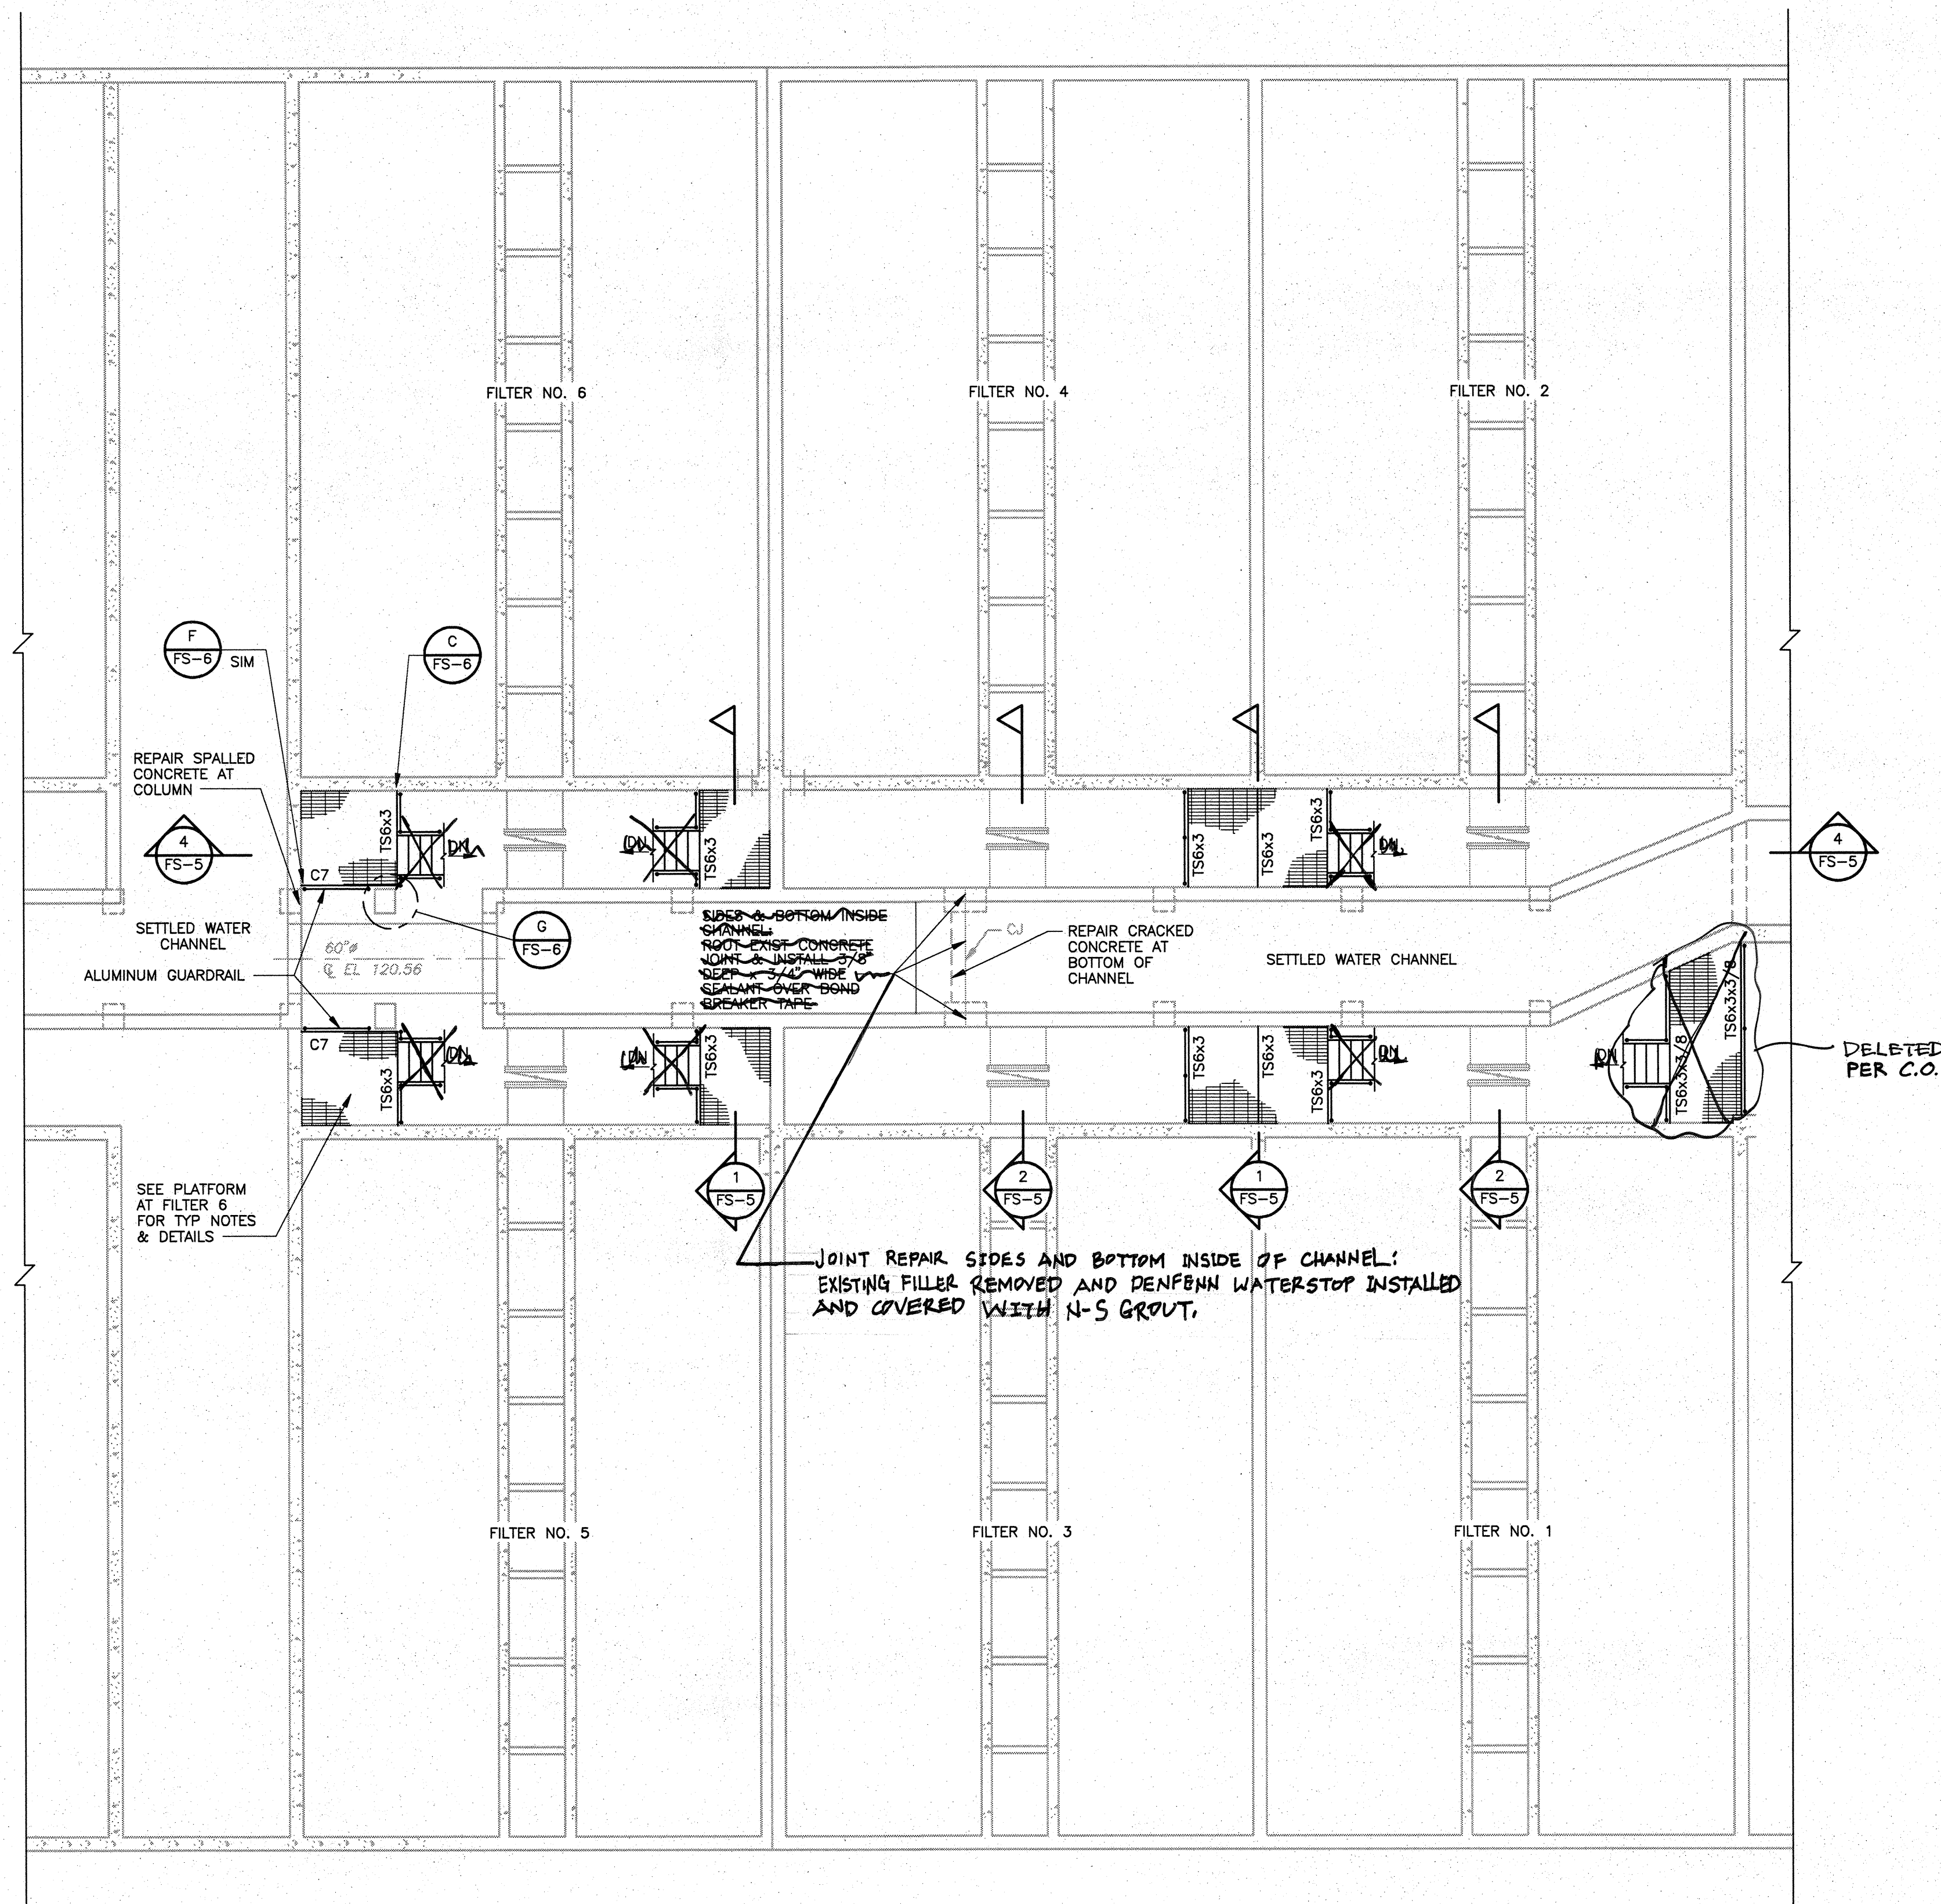 FILTER NO. 6
FILTER NO. 4
FILTER NO. 2
F
FS-6
SIM
C
FS-6
REPAIR SPALLED
CONCRETE AT
COLUMN
4
FS-5
C7
TS6x3
DN
DN
TS6x3
TS6x3
TS6x3
TS6x3
DN
4
FS-5
SETTLED WATER
CHANNEL
60"ø
℄ EL 120.56
ALUMINUM GUARDRAIL
G
FS-6
SIDES & BOTTOM INSIDE
CHANNEL:
ROUT EXIST CONCRETE
JOINT & INSTALL 3/8"
DEEP x 3/4" WIDE
SEALANT OVER BOND
BREAKER TAPE
CJ
REPAIR CRACKED
CONCRETE AT
BOTTOM OF
CHANNEL
SETTLED WATER CHANNEL
C7
TS6x3
DN
DN
TS6x3
TS6x3
TS6x3
TS6x3
DN
DN
TS6x3x3/8
TS6x3x3/8
DELETED
PER C.O.
SEE PLATFORM
AT FILTER 6
FOR TYP NOTES
& DETAILS
1
FS-5
2
FS-5
1
FS-5
2
FS-5
JOINT REPAIR SIDES AND BOTTOM INSIDE OF CHANNEL:
EXISTING FILLER REMOVED AND DENFENN WATERSTOP INSTALLED
AND COVERED WITH N-S GROUT.
FILTER NO. 5
FILTER NO. 3
FILTER NO. 1